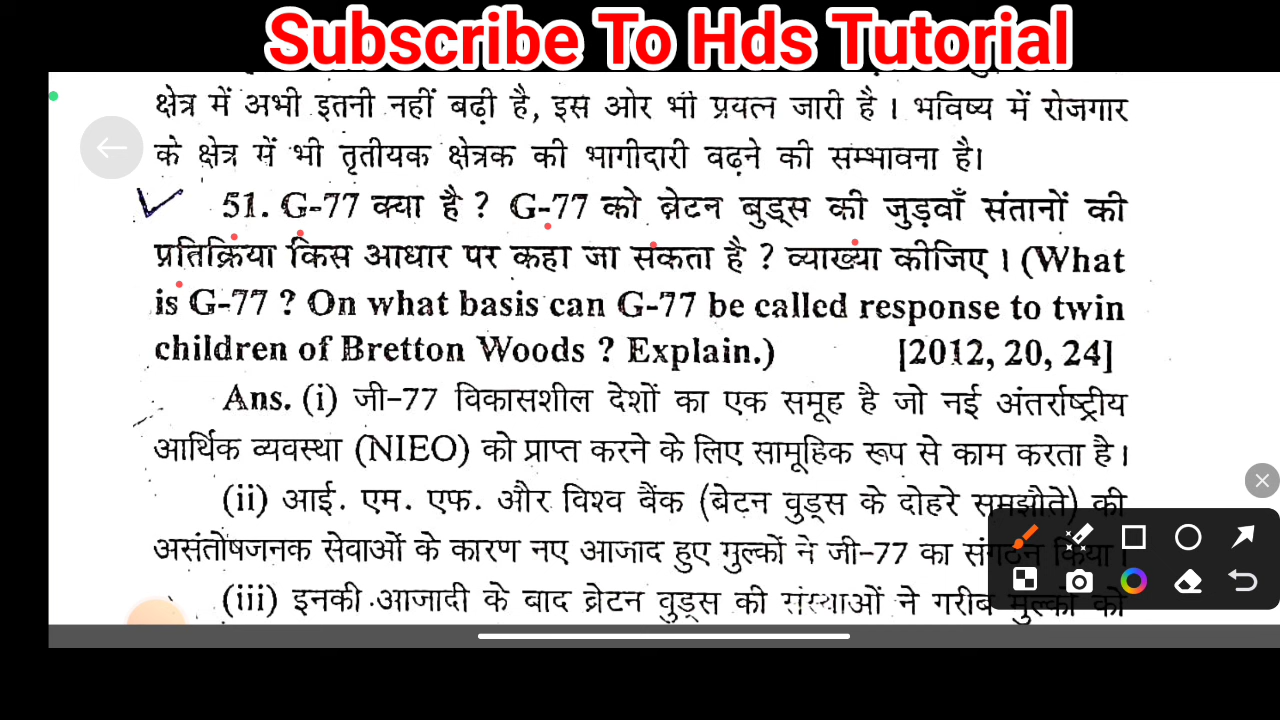 Subscribe To Hds Tutorial
क्षेत्र में अभी इतनी नहीं बढ़ी है, इस ओर भी प्रयत्न जारी है । भविष्य में रोजगार
के क्षेत्र में भी तृतीयक क्षेत्रक की भागीदारी बढ़ने की सम्भावना है।
51. G-77 क्या है ? G-77 को ब्रेटन बुड्स की जुड़वाँ संतानों की
प्रतिक्रिया किस आधार पर कहा जा सकता है ? व्याख्या कीजिए । (What
is G-77 ? On what basis can G-77 be called response to twin
children of Bretton Woods ? Explain.) [2012, 20, 24]
Ans. (i) जी-77 विकासशील देशों का एक समूह है जो नई अंतर्राष्ट्रीय
आर्थिक व्यवस्था (NIEO) को प्राप्त करने के लिए सामूहिक रूप से काम करता है।
(ii) आई. एम. एफ. और विश्व बैंक (बेटन वुड्स के दोहरे समझौते) की
असंतोषजनक सेवाओं के कारण नए आजाद हुए मुल्कों ने जी-77 का संगठन किया।
(iii) इनकी आजादी के बाद ब्रेटन वुड्स की संस्थाओं ने गरीब मुल्कों को